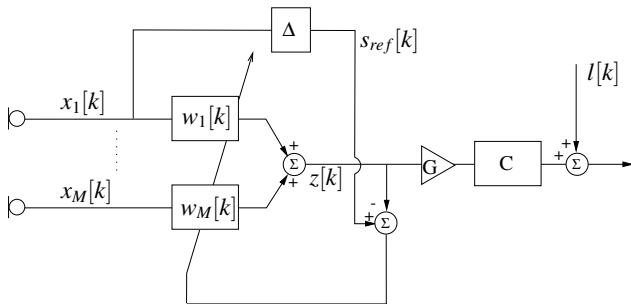 Δ
s_ref[k]
x_1[k]
w_1[k]
l[k]
+
Σ
+
z[k]
G
C
+
+
Σ
x_M[k]
w_M[k]
-
+
Σ